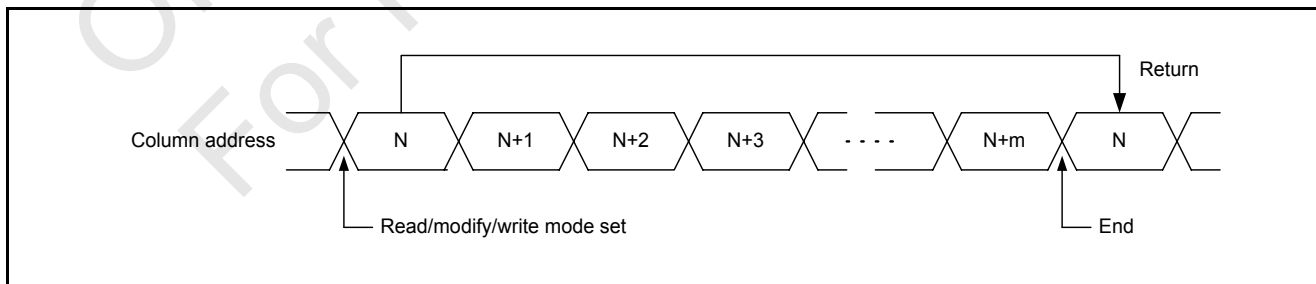 Return
Column address N N+1 N+2 N+3 · · · · N+m N
Read/modify/write mode set End